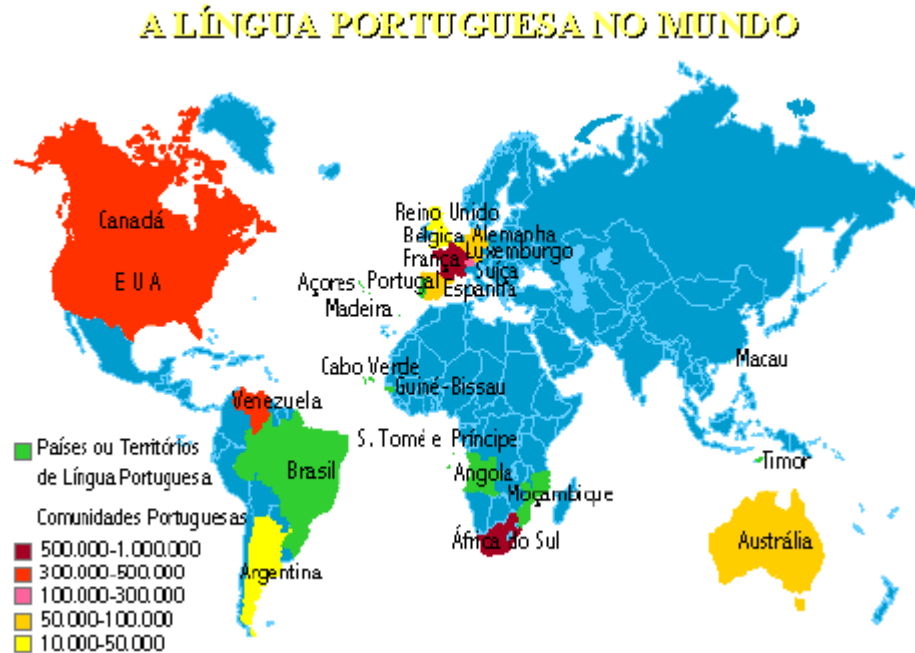 A LÍNGUA PORTUGUESA NO MUNDO
Canadá
E U A
Reino Unido
Bélgica
Alemanha
Luxemburgo
França
Suíça
Açores
Portugal
Espanha
Madeira
Macau
Cabo Verde
Guiné-Bissau
Venezuela
S. Tomé e Príncipe
Timor
Brasil
Angola
Moçambique
África do Sul
Austrália
Argentina
Países ou Territórios
de Língua Portuguesa
Comunidades Portuguesas
500.000-1.000.000
300.000-500.000
100.000-300.000
50.000-100.000
10.000-50.000